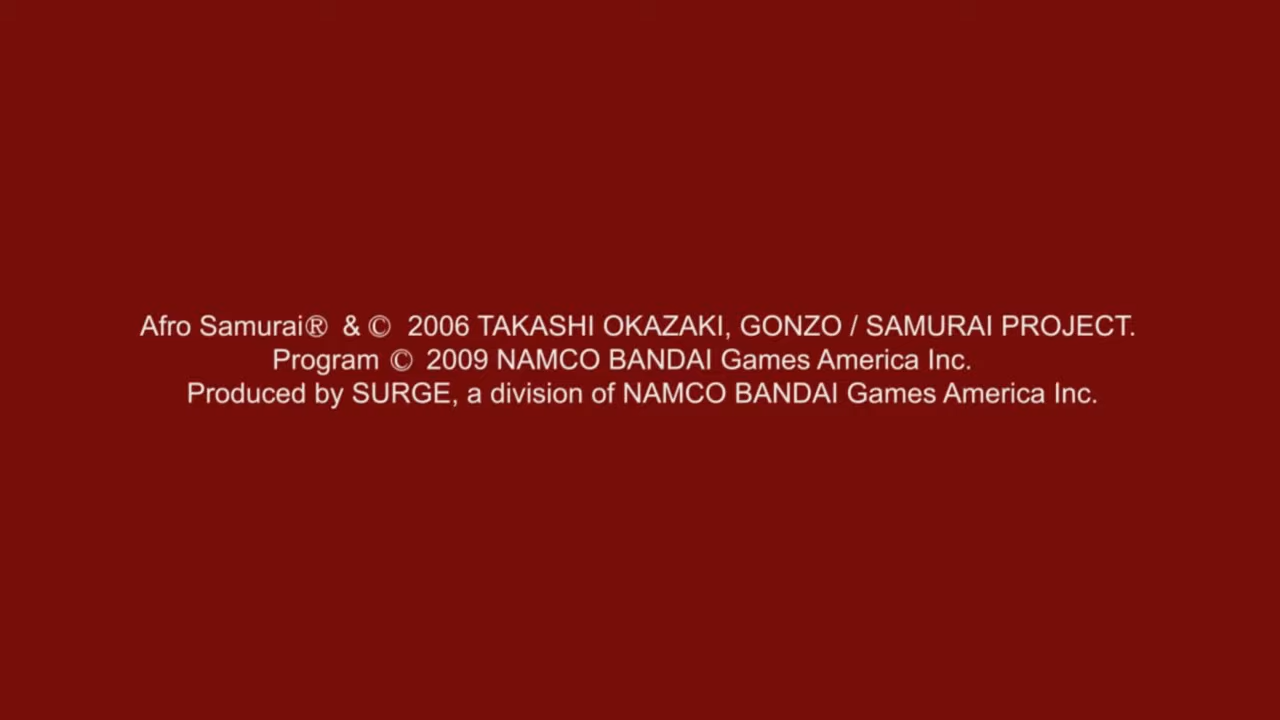 Afro Samurai® & © 2006 TAKASHI OKAZAKI, GONZO / SAMURAI PROJECT.
Program © 2009 NAMCO BANDAI Games America Inc.
Produced by SURGE, a division of NAMCO BANDAI Games America Inc.